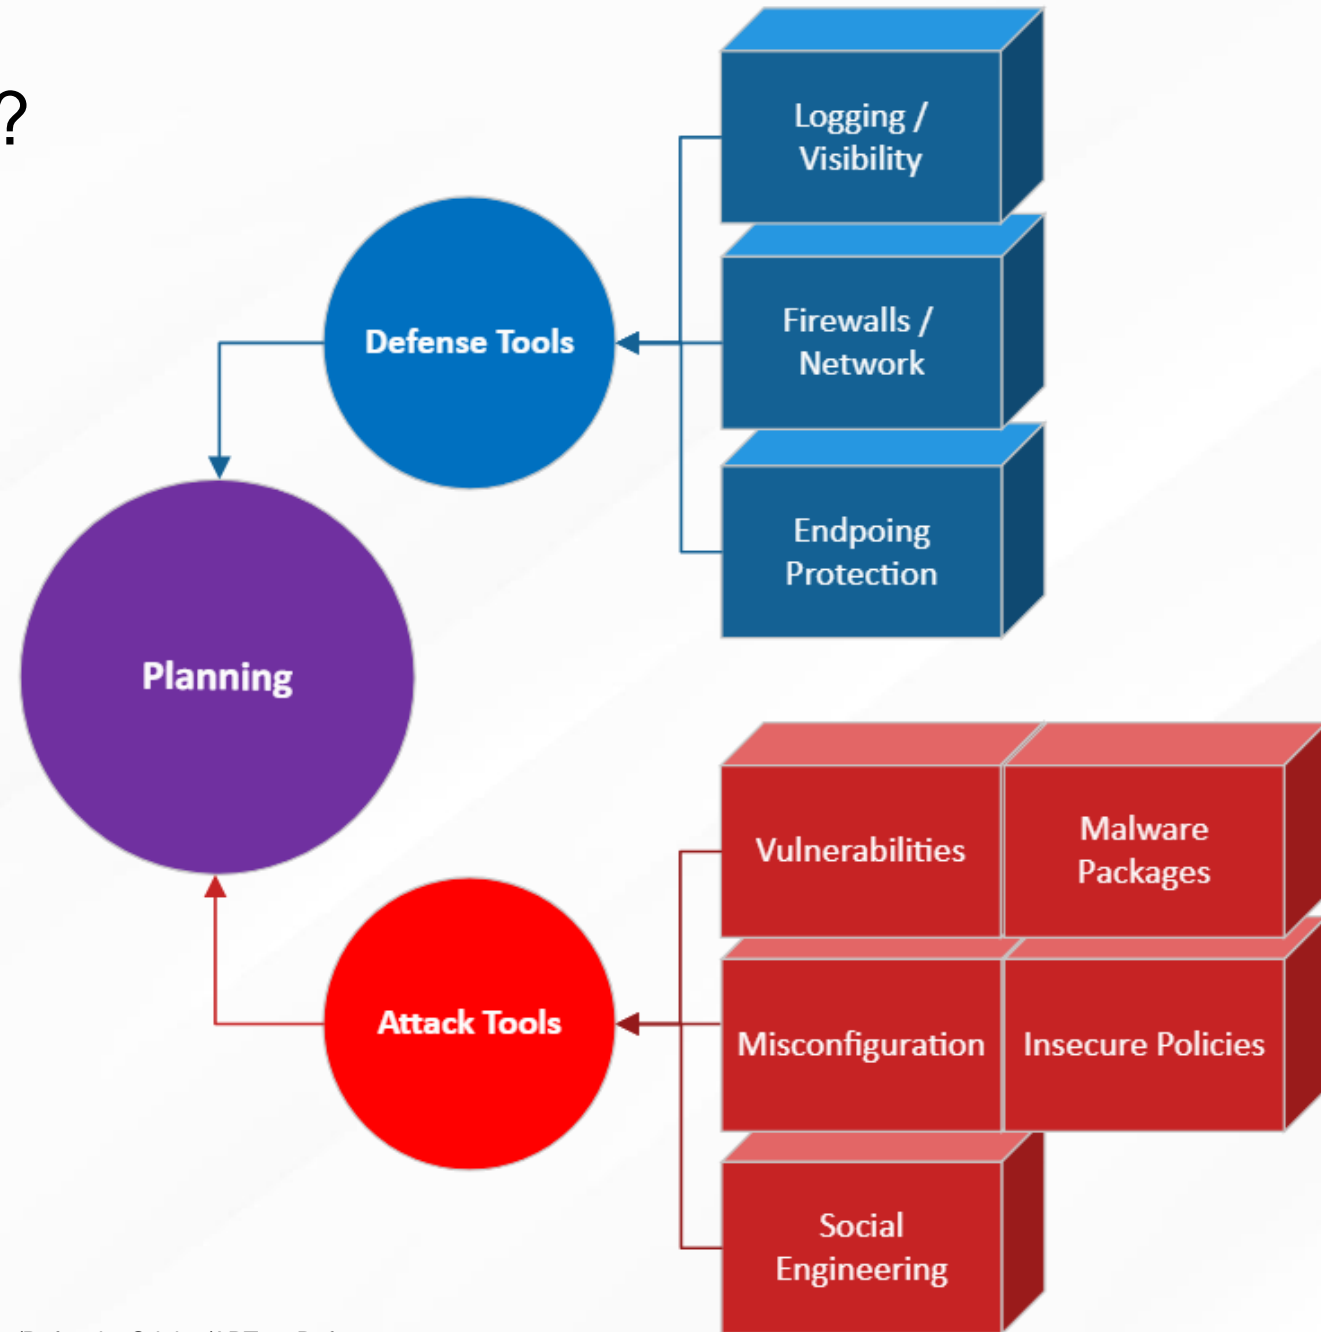 ?
Logging /
Visibility
Firewalls /
Network
Defense Tools
Endpoing
Protection
Planning
Vulnerabilities
Malware
Packages
Attack Tools
Misconfiguration
Insecure Policies
Social
Engineering